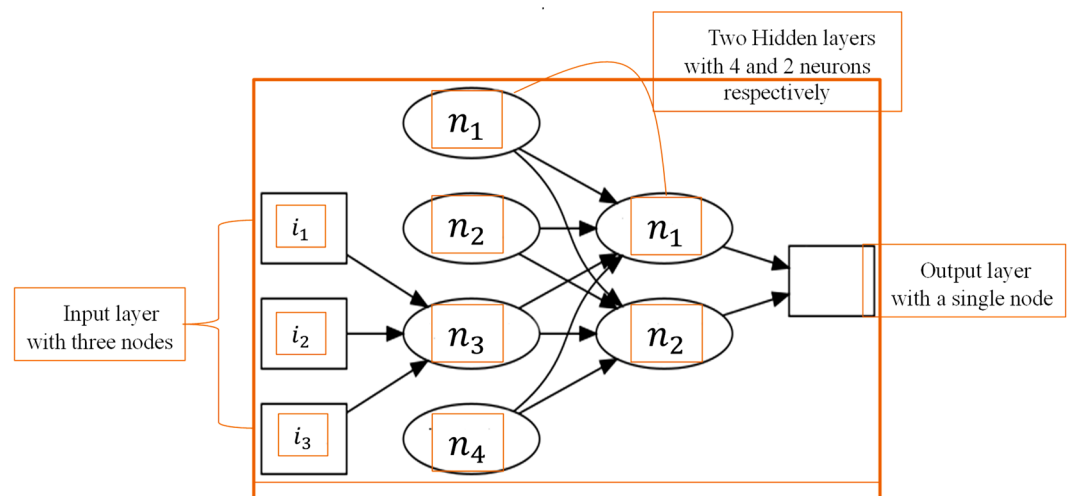 Two Hidden layers
with 4 and 2 neurons
respectively
n₁
i₁
n₂
n₁
Input layer
with three nodes
i₂
n₃
n₂
Output layer
with a single node
i₃
n₄